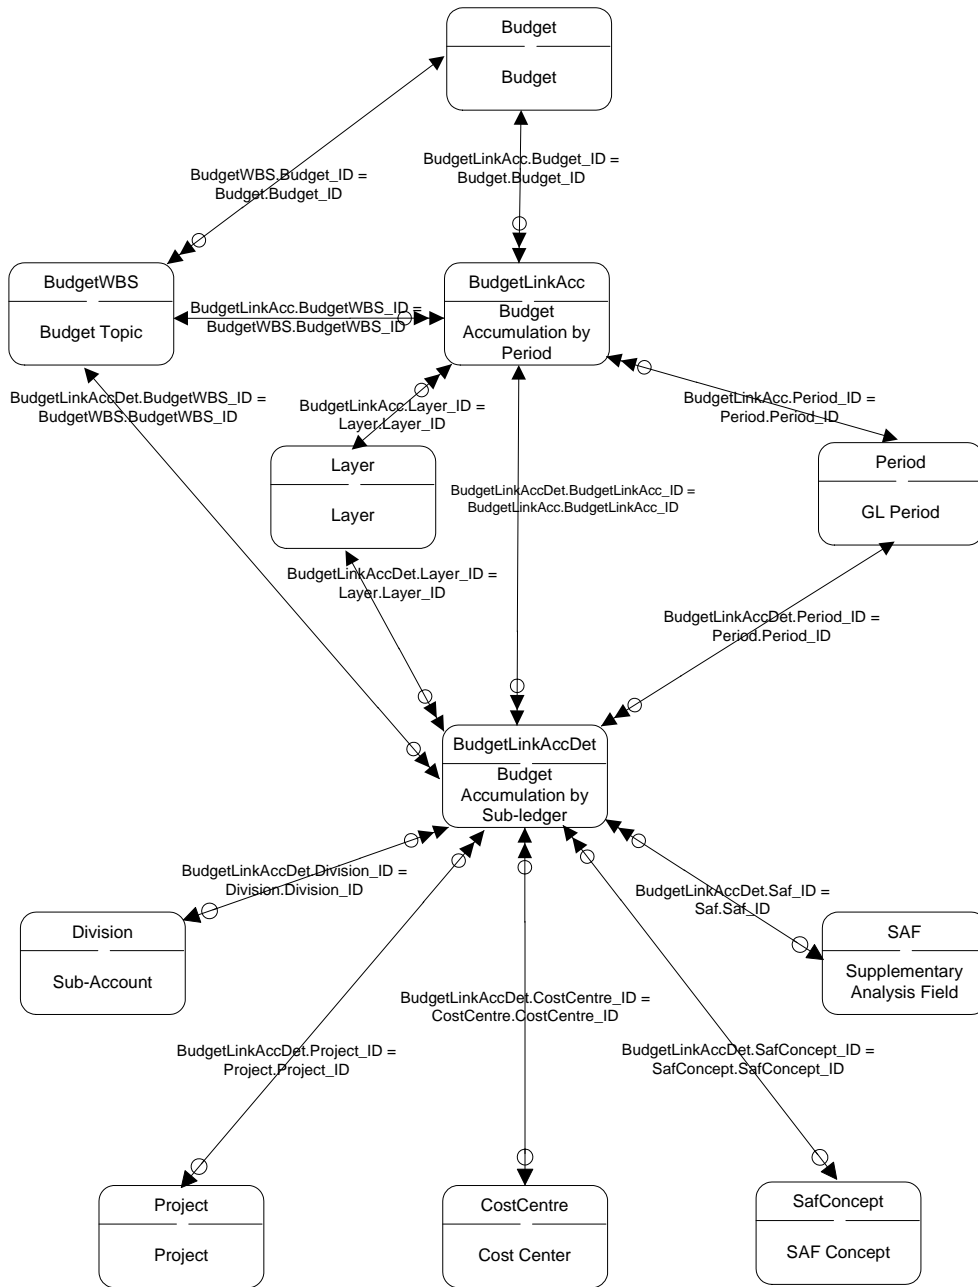 Budget
Budget
BudgetWBS.Budget_ID =
Budget.Budget_ID
BudgetLinkAcc.Budget_ID =
Budget.Budget_ID
BudgetWBS
Budget Topic
BudgetLinkAcc.BudgetWBS_ID =
BudgetWBS.BudgetWBS_ID
BudgetLinkAcc
Budget
Accumulation by
Period
BudgetLinkAccDet.BudgetWBS_ID =
BudgetWBS.BudgetWBS_ID
BudgetLinkAcc.Layer_ID =
Layer.Layer_ID
BudgetLinkAcc.Period_ID =
Period.Period_ID
Layer
Layer
BudgetLinkAccDet.BudgetLinkAcc_ID =
BudgetLinkAcc.BudgetLinkAcc_ID
Period
GL Period
BudgetLinkAccDet.Layer_ID =
Layer.Layer_ID
BudgetLinkAccDet.Period_ID =
Period.Period_ID
BudgetLinkAccDet
Budget
Accumulation by
Sub-ledger
BudgetLinkAccDet.Division_ID =
Division.Division_ID
BudgetLinkAccDet.Saf_ID =
Saf.Saf_ID
Division
Sub-Account
SAF
Supplementary
Analysis Field
BudgetLinkAccDet.CostCentre_ID =
CostCentre.CostCentre_ID
BudgetLinkAccDet.Project_ID =
Project.Project_ID
BudgetLinkAccDet.SafConcept_ID =
SafConcept.SafConcept_ID
Project
Project
CostCentre
Cost Center
SafConcept
SAF Concept